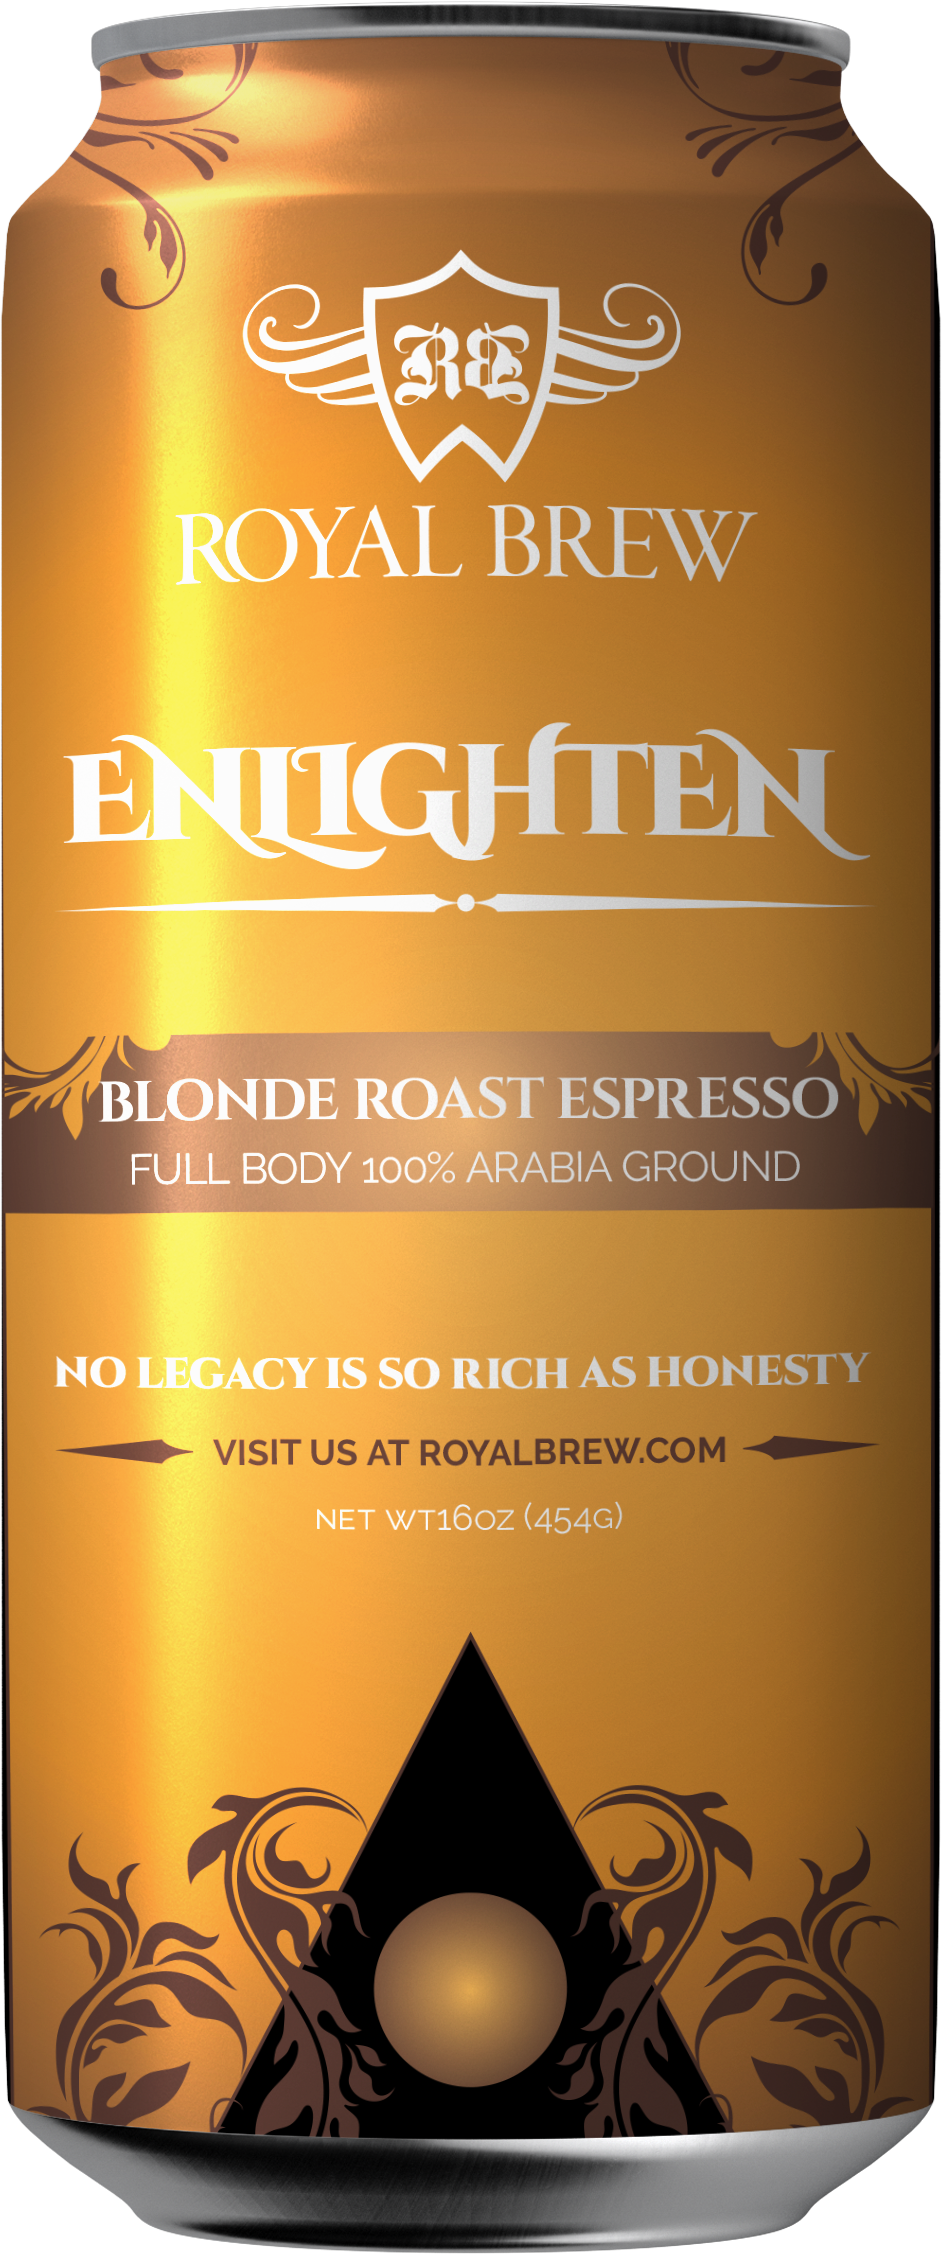 RB
ROYAL BREW
ENLIGHTEN
BLONDE ROAST ESPRESSO
FULL BODY 100% ARABIA GROUND
NO LEGACY IS SO RICH AS HONESTY
VISIT US AT ROYALBREW.COM
NET WT16OZ (454G)